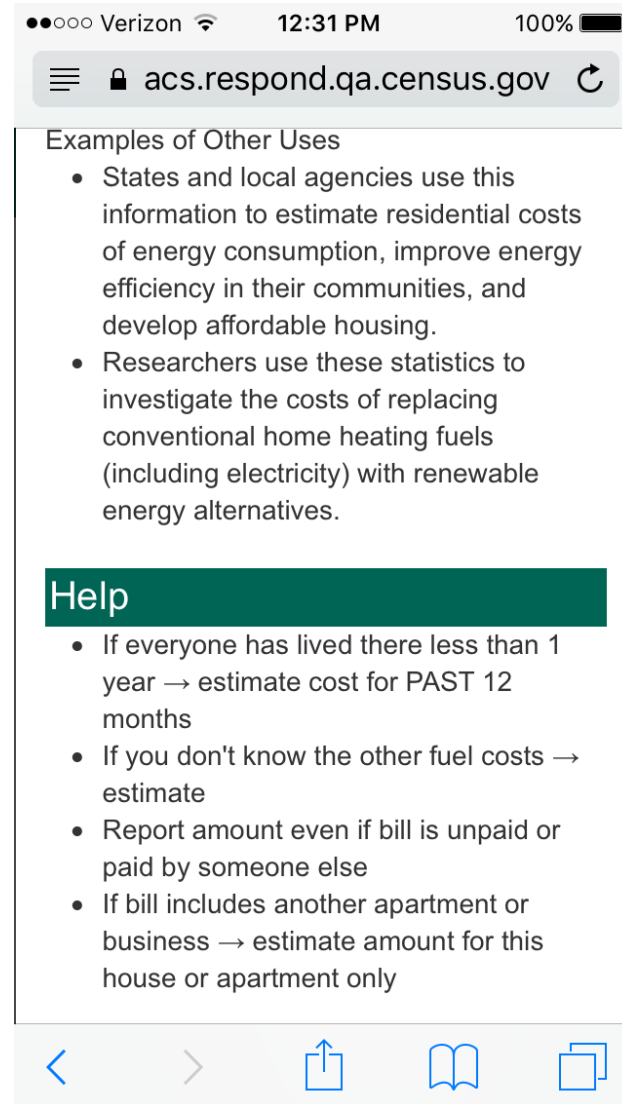 ●●○○○ Verizon 12:31 PM 100%
acs.respond.qa.census.gov
Examples of Other Uses
• States and local agencies use this
information to estimate residential costs
of energy consumption, improve energy
efficiency in their communities, and
develop affordable housing.
• Researchers use these statistics to
investigate the costs of replacing
conventional home heating fuels
(including electricity) with renewable
energy alternatives.
Help
• If everyone has lived there less than 1
year → estimate cost for PAST 12
months
• If you don't know the other fuel costs →
estimate
• Report amount even if bill is unpaid or
paid by someone else
• If bill includes another apartment or
business → estimate amount for this
house or apartment only